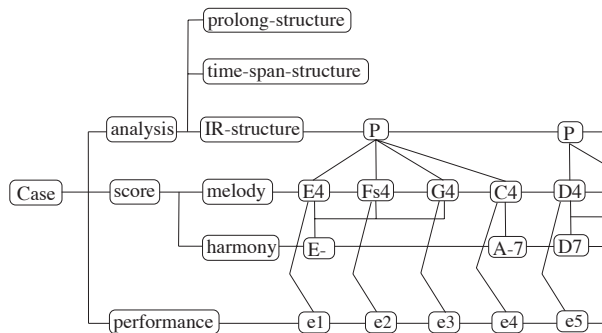 prolong-structure
time-span-structure
analysis IR-structure P P
Case score melody E4 Fs4 G4 C4 D4
harmony E- A-7 D7
performance e1 e2 e3 e4 e5